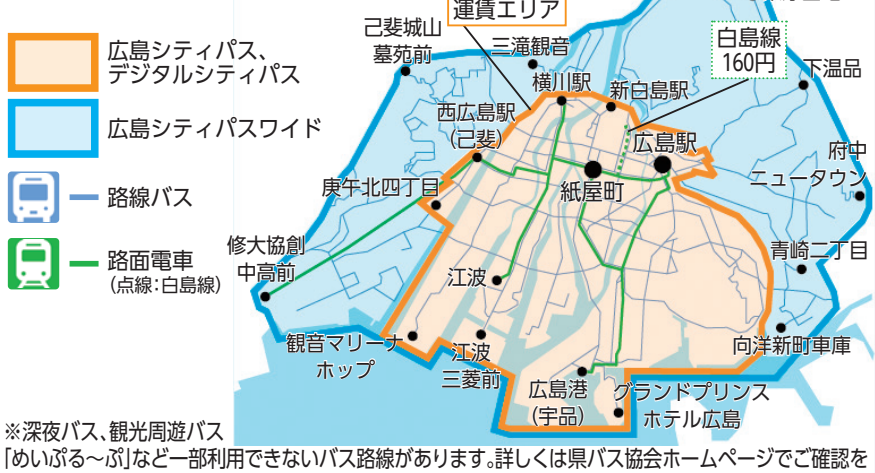 運賃エリア
己斐城山
墓苑前
三滝観音
白島線
160円
広島シティパス、
デジタルシティパス
横川駅
新白島駅
下温品
西広島駅
(己斐)
広島駅
広島シティパスワイド
府中
ニュータウン
庚午北四丁目
紙屋町
路線バス
修大協創
中高前
青崎二丁目
路面電車
(点線:白島線)
江波
観音マリーナ
ホップ
江波
三菱前
向洋新町車庫
広島港
(宇品)
グランドプリンス
ホテル広島
※深夜バス、観光周遊バス
「めいぷる～ぷ」など一部利用できないバス路線があります。詳しくは県バス協会ホームページでご確認を